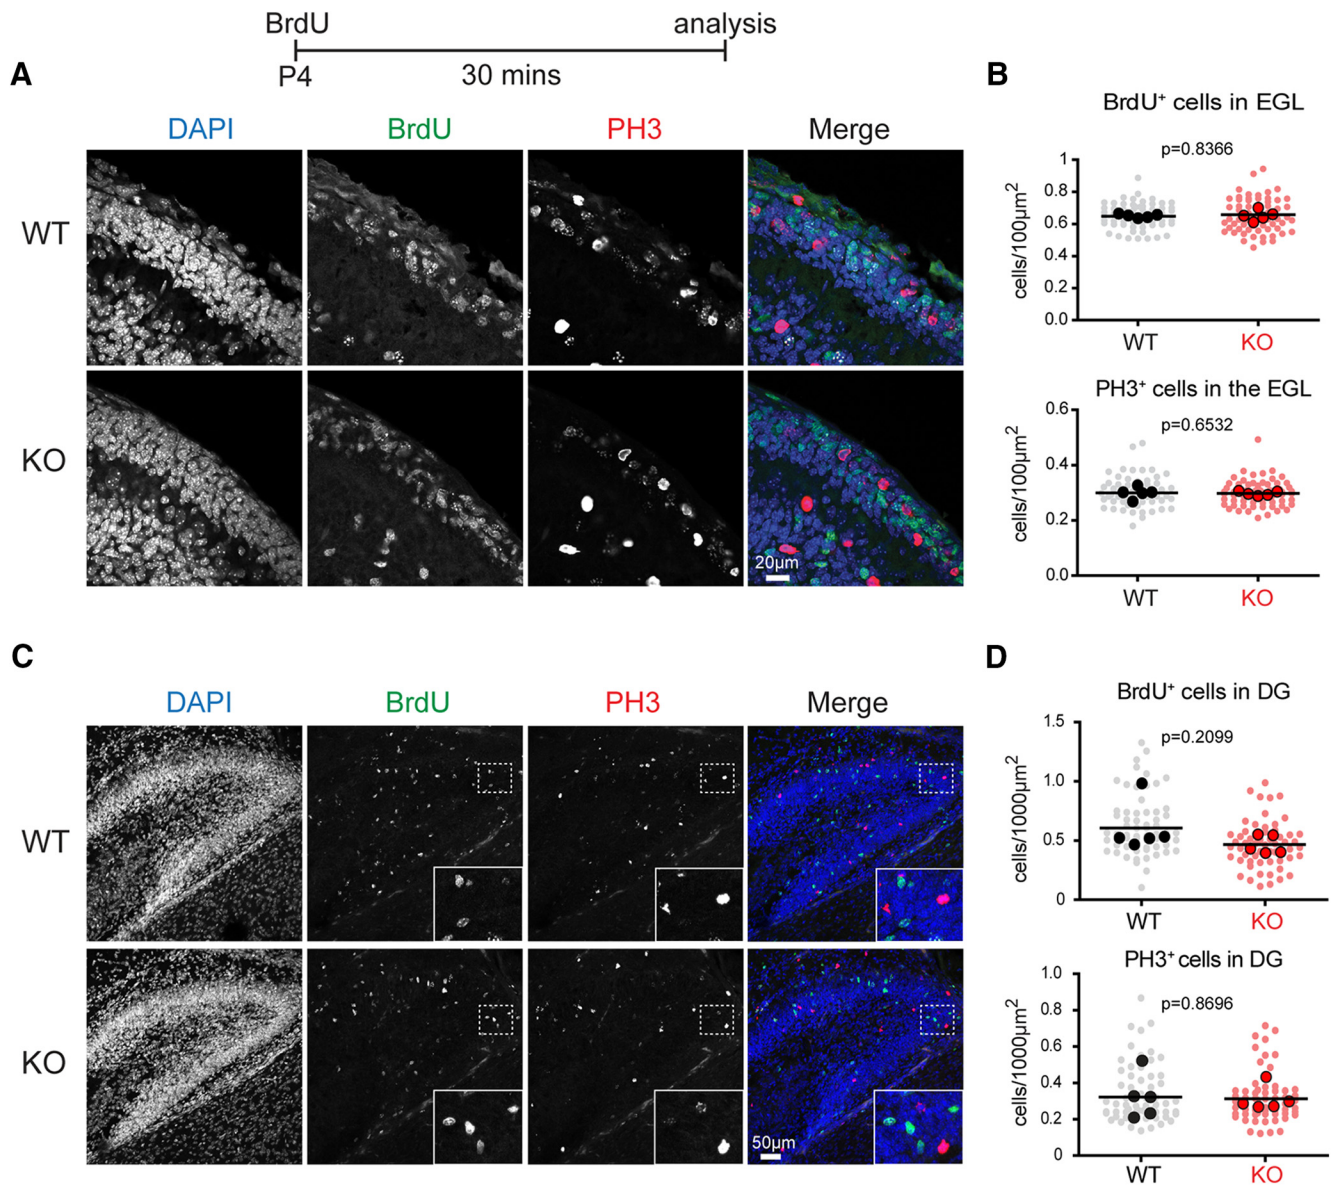 BrdU analysis
P4 30 mins
A
DAPI BrdU PH3 Merge
WT
KO
20µm
B
BrdU⁺ cells in EGL
p=0.8366
1
0.8
0.6
0.4
0.2
0.0
cells/100µm²
WT KO
PH3⁺ cells in the EGL
p=0.6532
0.6
0.4
0.2
0.0
cells/100µm²
WT KO
C
DAPI BrdU PH3 Merge
WT
KO
50µm
D
BrdU⁺ cells in DG
p=0.2099
1.5
1.0
0.5
0
cells/1000µm²
WT KO
PH3⁺ cells in DG
p=0.8696
1.0
0.8
0.6
0.4
0.2
0
cells/1000µm²
WT KO